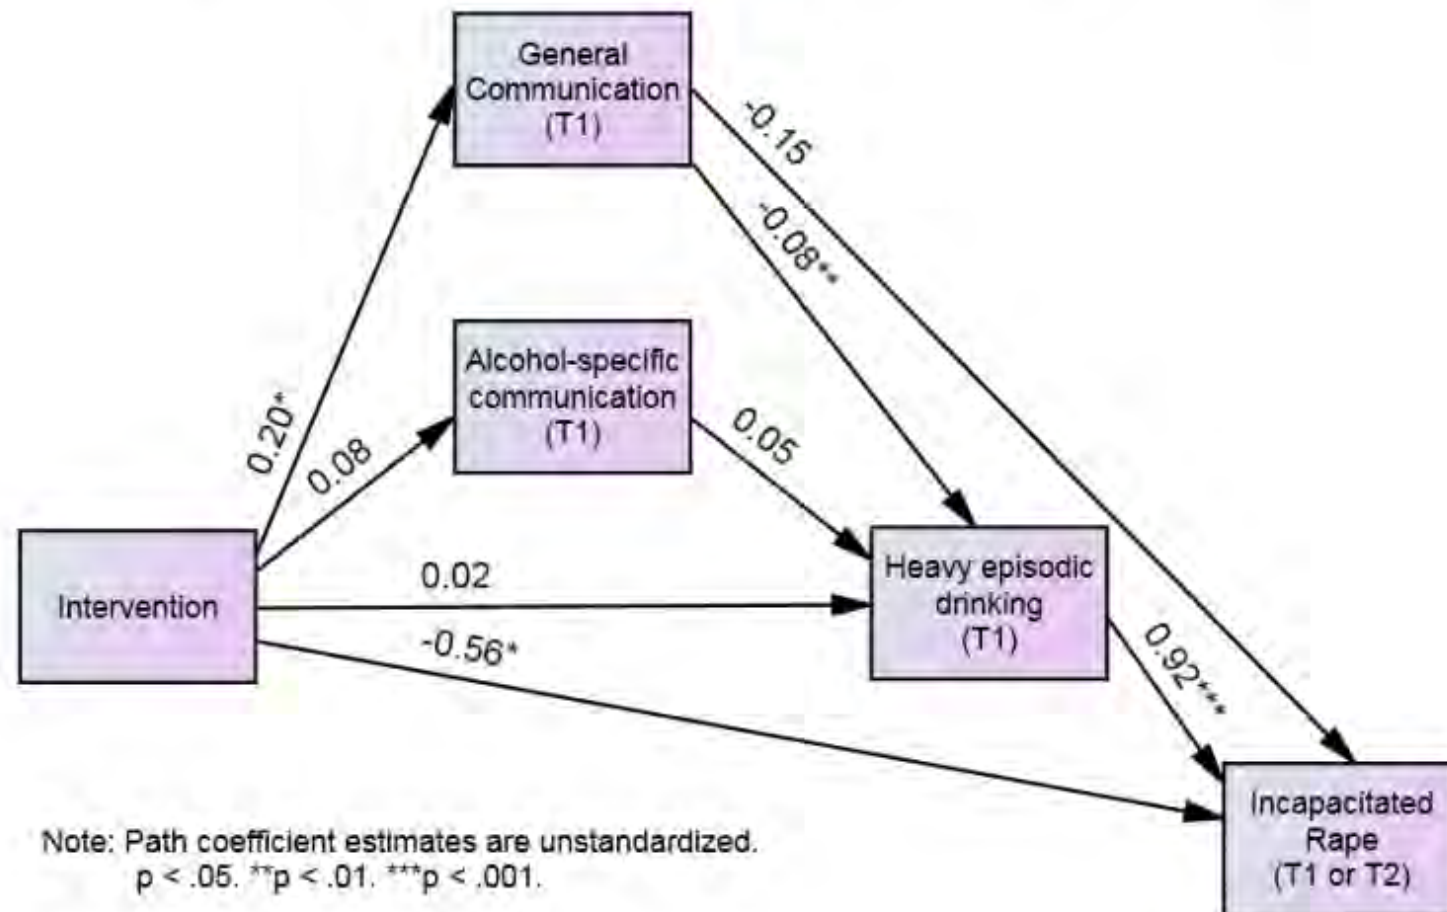 General
Communication
(T1)
-0.15
-0.08**
Alcohol-specific
communication
(T1)
0.20*
0.08
0.05
Intervention
0.02
-0.56*
Heavy episodic
drinking
(T1)
0.92***
Incapacitated
Rape
(T1 or T2)
Note: Path coefficient estimates are unstandardized.
p < .05. **p < .01. ***p < .001.